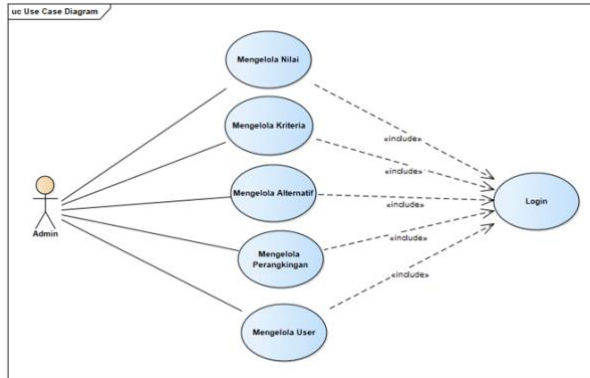 uc Use Case Diagram
Mengelola Nilai
«include»
Mengelola Kriteria
«include»
Mengelola Alternatif
«include»
Login
Admin
«include»
Mengelola
Perangkingan
«include»
Mengelola User